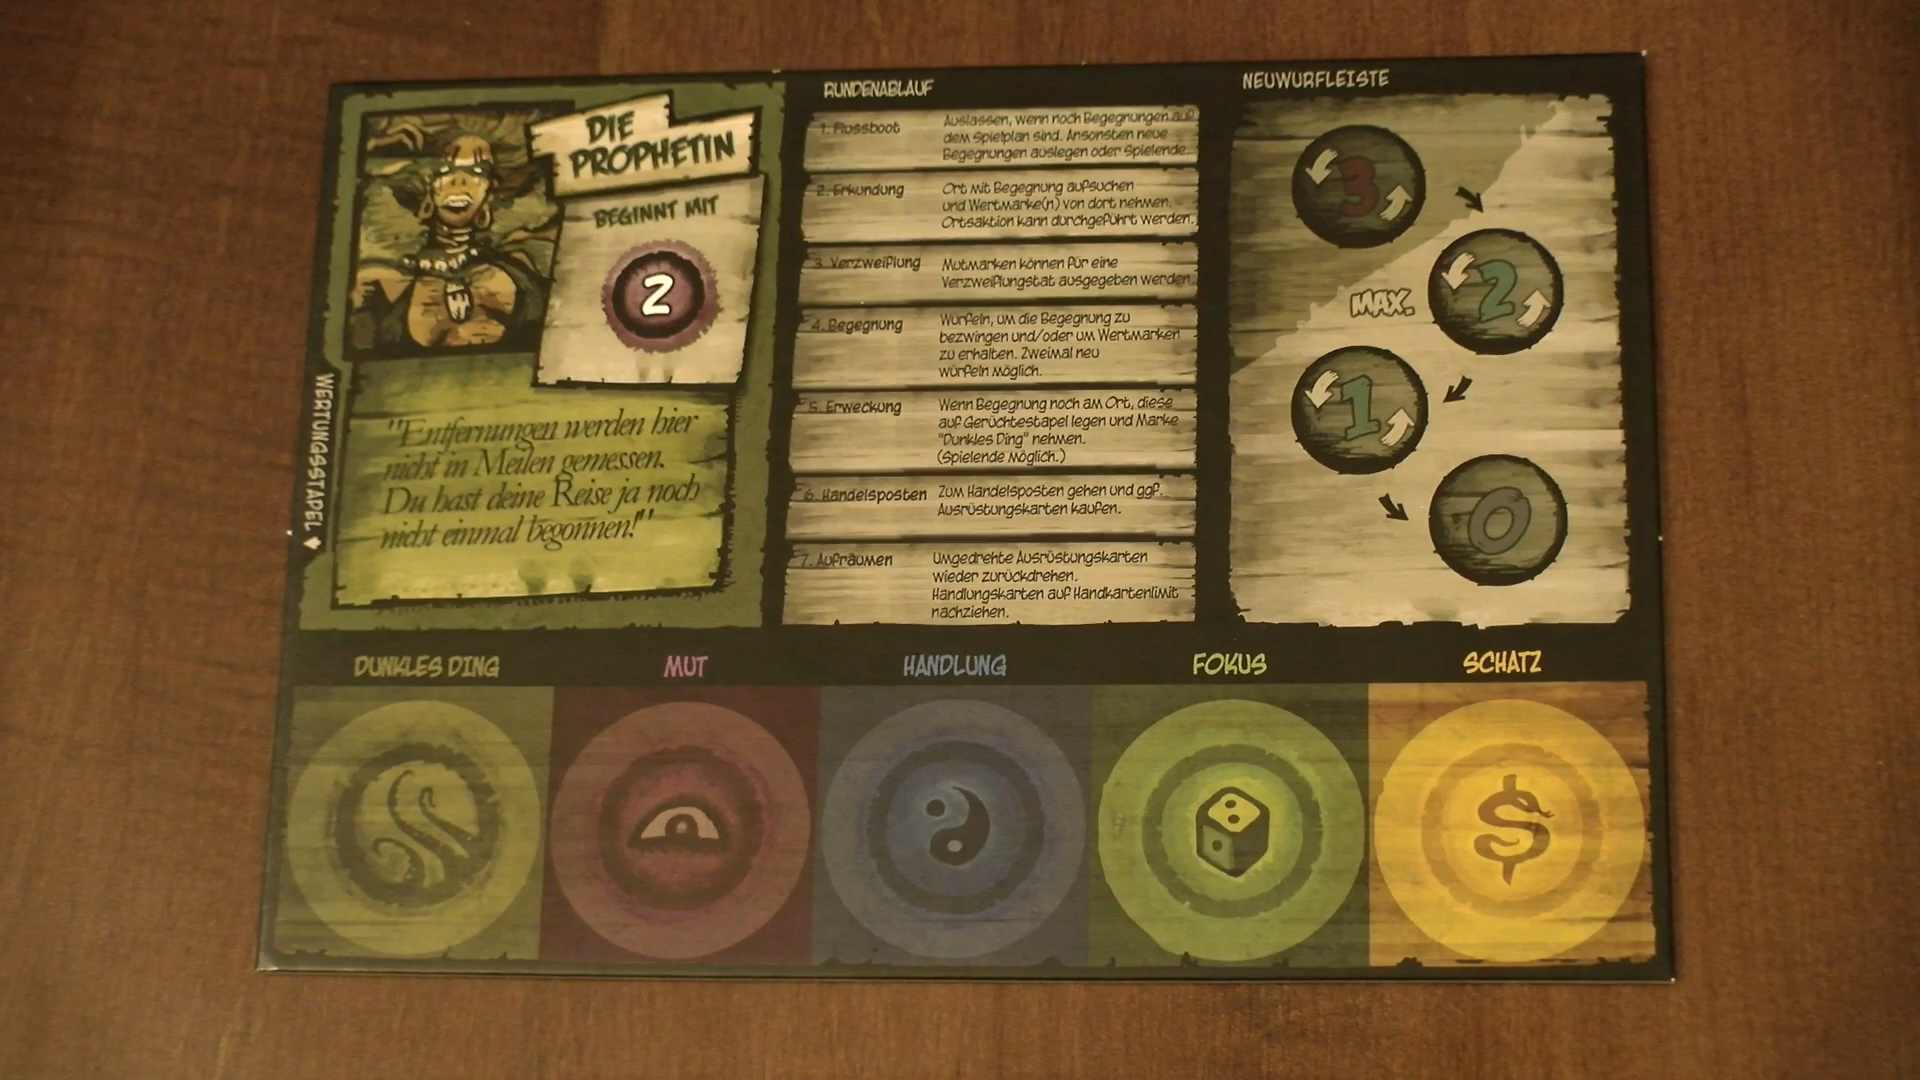 DIE
PROPHETIN
BEGINNT MIT
2
"Entfernungen werden hier
nicht in Meilen gemessen.
Du hast deine Reise ja noch
nicht einmal begonnen!"
WERTUNGSSTAPEL
RUNDENABLAUF
1. Flussboot
Auslassen, wenn noch Begegnungen auf
dem Spielplan sind. Ansonsten neue
Begegnungen auslegen oder Spielende.
2. Erkundung
Ort mit Begegnung aufsuchen
und Wertmarke(n) von dort nehmen.
Ortsaktion kann durchgeführt werden.
3. Verzweiflung
Mutmarken können für eine
Verzweiflungstat ausgegeben werden.
4. Begegnung
Würfeln, um die Begegnung zu
bezwingen und/oder um Wertmarken
zu erhalten. Zweimal neu
würfeln möglich.
5. Erweckung
Wenn Begegnung noch am Ort, diese
auf Gerüchtestapel legen und Marke
"Dunkles Ding" nehmen.
(Spielende möglich.)
6. Handelsposten
Zum Handelsposten gehen und ggf.
Ausrüstungskarten kaufen.
7. Aufräumen
Umgedrehte Ausrüstungskarten
wieder zurückdrehen.
Handlungskarten auf Handkartenlimit
nachziehen.
NEUWURFLEISTE
3
MAX. 2
1
0
DUNKLES DING
MUT
HANDLUNG
FOKUS
SCHATZ